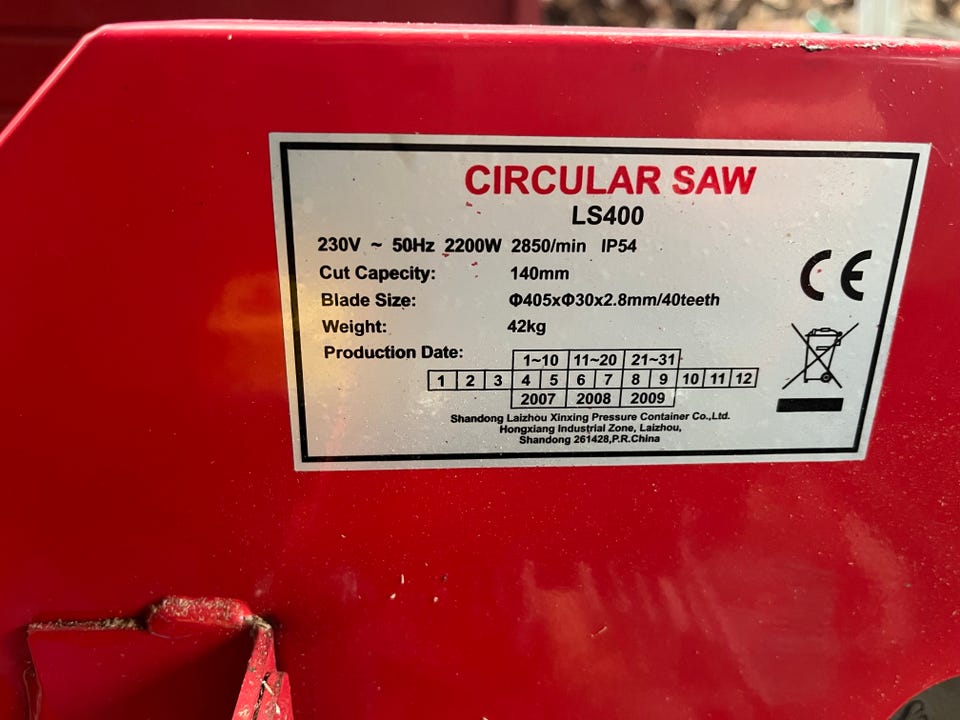 CIRCULAR SAW
LS400
230V ~ 50Hz 2200W 2850/min IP54
Cut Capacity: 140mm
Blade Size: Φ405xΦ30x2.8mm/40teeth
Weight: 42kg
Production Date:
1~10 11~20 21~31
1 2 3 4 5 6 7 8 9 10 11 12
2007 2008 2009
Shandong Laizhou Xinxing Pressure Container Co.,Ltd.
Hongxiang Industrial Zone, Laizhou,
Shandong 261428,P.R.China
CE